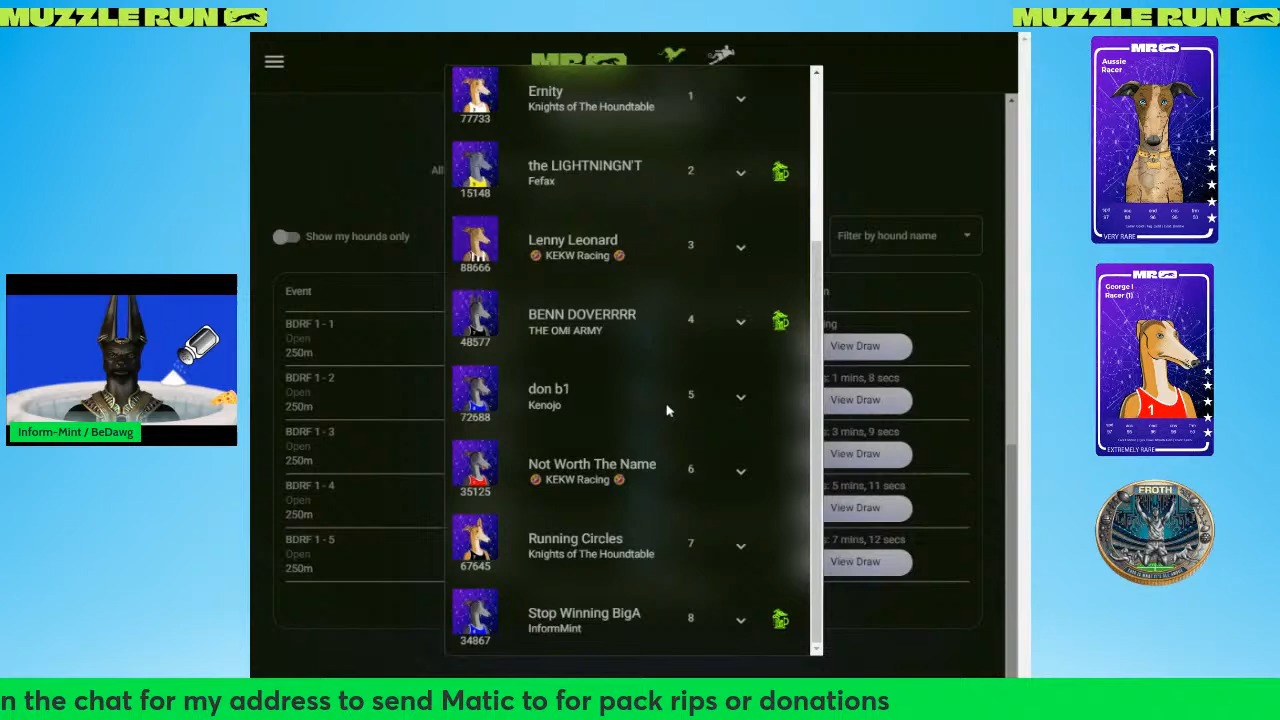 MUZZLE RUN
MUZZLE RUN
MR
All
Show my hounds only
Filter by hound name
Event
BDRF 1 - 1
Open
250m
View Draw
BDRF 1 - 2
Open
250m
: 1 mins, 8 secs
View Draw
BDRF 1 - 3
Open
250m
: 3 mins, 9 secs
View Draw
BDRF 1 - 4
Open
250m
: 5 mins, 11 secs
View Draw
BDRF 1 - 5
Open
250m
: 7 mins, 12 secs
View Draw
Ernity
Knights of The Houndtable
1
77733
the LIGHTNINGN'T
Fefax
2
15148
Lenny Leonard
KEKW Racing
3
88666
BENN DOVERRRR
THE OMI ARMY
4
48577
don b1
Kenojo
5
72688
Not Worth The Name
KEKW Racing
6
35125
Running Circles
Knights of The Houndtable
7
67645
Stop Winning BigA
InformMint
8
34867
Inform-Mint / BeDawg
MR
Aussie
Racer
VERY RARE
MR
George I
Racer (1)
1
EXTREMELY RARE
FROTH
n the chat for my address to send Matic to for pack rips or donations